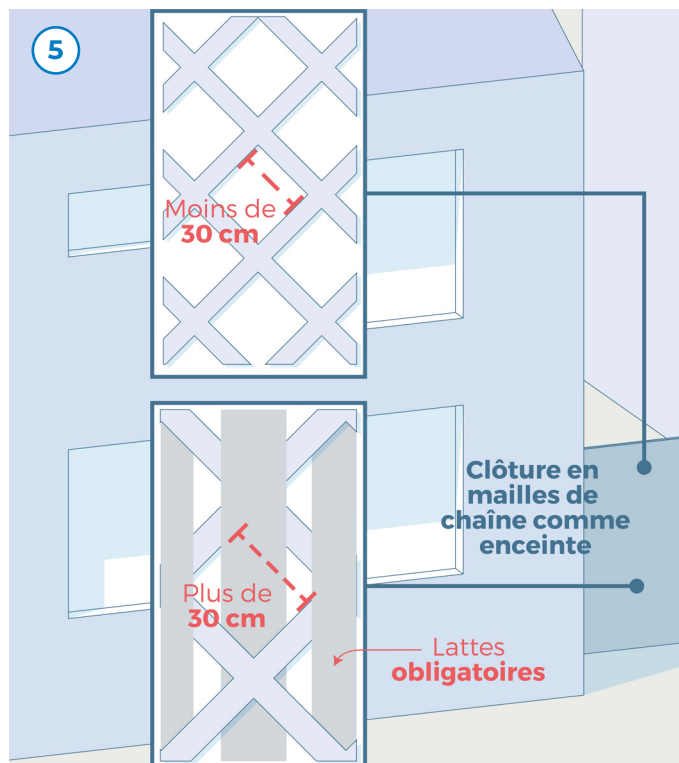 5
Moins de
30 cm
Clôture en
mailles de
chaîne comme
enceinte
Plus de
30 cm
Lattes
obligatoires